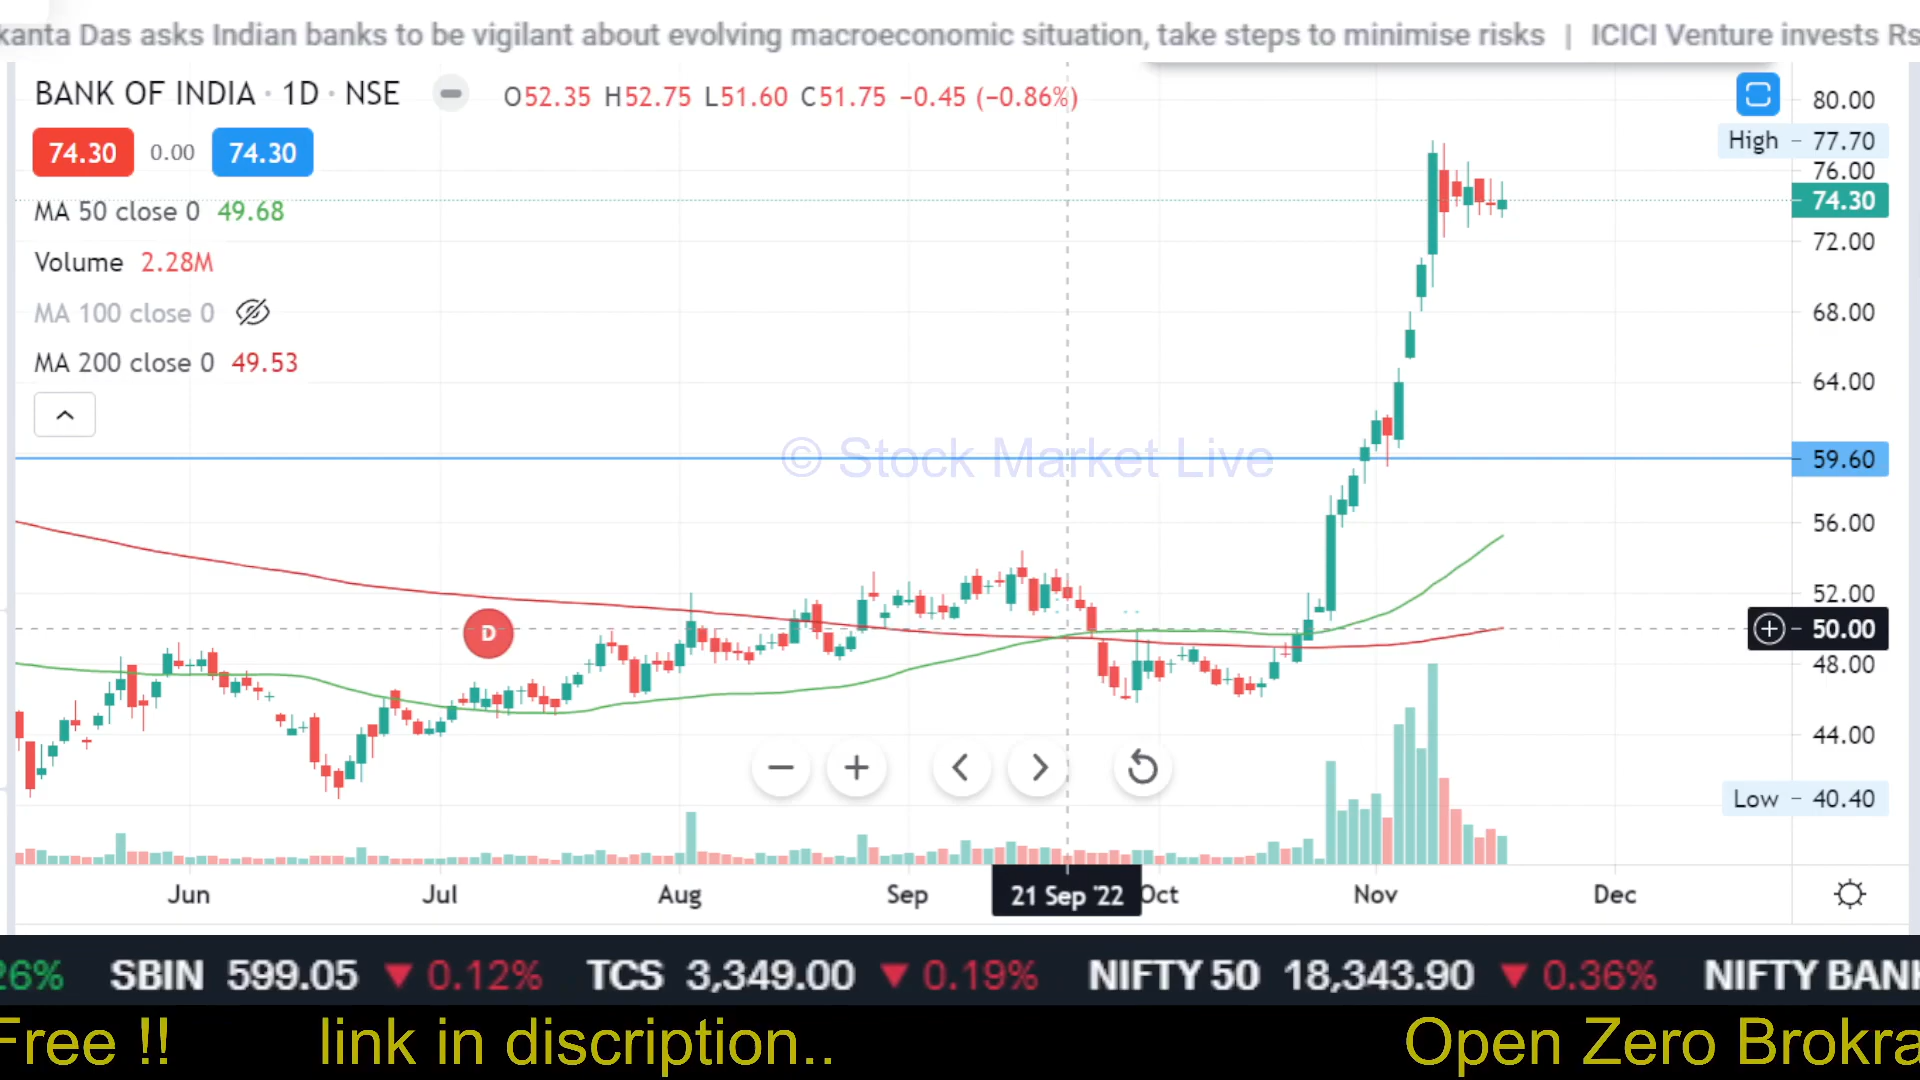 kanta Das asks Indian banks to be vigilant about evolving macroeconomic situation, take steps to minimise risks | ICICI Venture invests Rs
BANK OF INDIA · 1D · NSE
O52.35 H52.75 L51.60 C51.75 −0.45 (−0.86%)
80.00
High 77.70
74.30 0.00 74.30
76.00
74.30
MA 50 close 0 49.68
72.00
Volume 2.28M
MA 100 close 0
68.00
MA 200 close 0 49.53
64.00
© Stock Market Live
59.60
56.00
52.00
D
50.00
48.00
44.00
Low 40.40
Jun Jul Aug Sep 21 Sep '22 Oct Nov Dec
26% SBIN 599.05 ▼ 0.12% TCS 3,349.00 ▼ 0.19% NIFTY 50 18,343.90 ▼ 0.36% NIFTY BANK
Free !! link in discription.. Open Zero Brokra